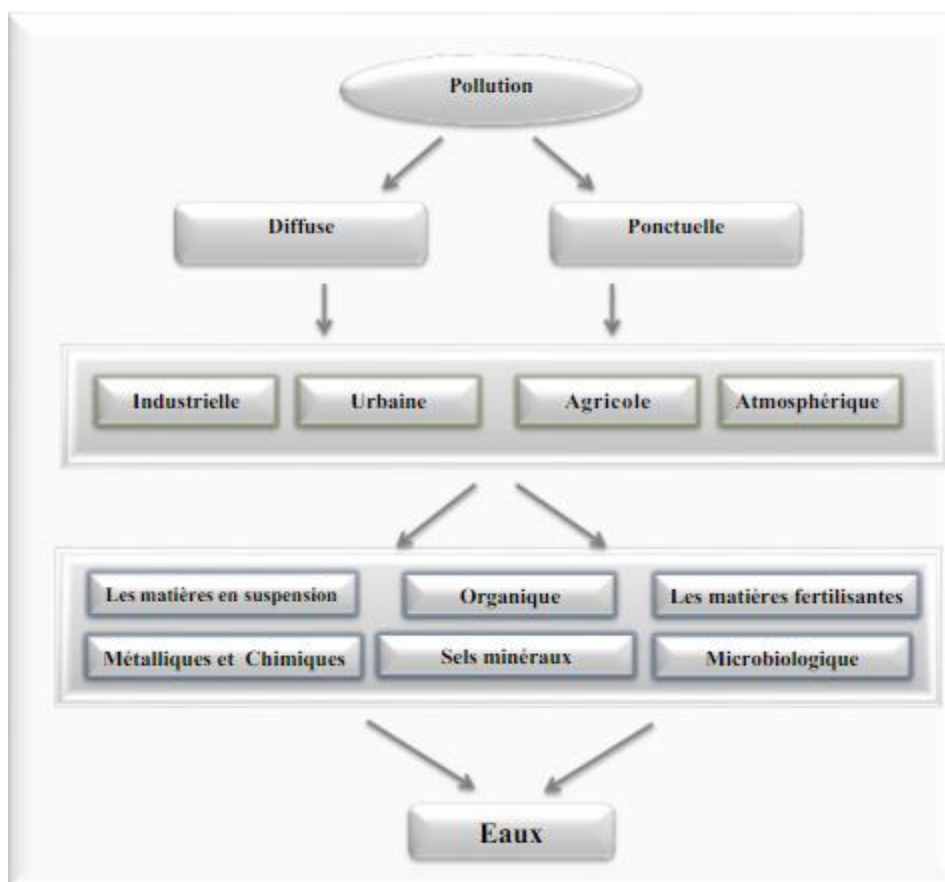 Pollution
Diffuse
Ponctuelle
Industrielle
Urbaine
Agricole
Atmosphérique
Les matières en suspension
Organique
Les matières fertilisantes
Métalliques et Chimiques
Sels minéraux
Microbiologique
Eaux